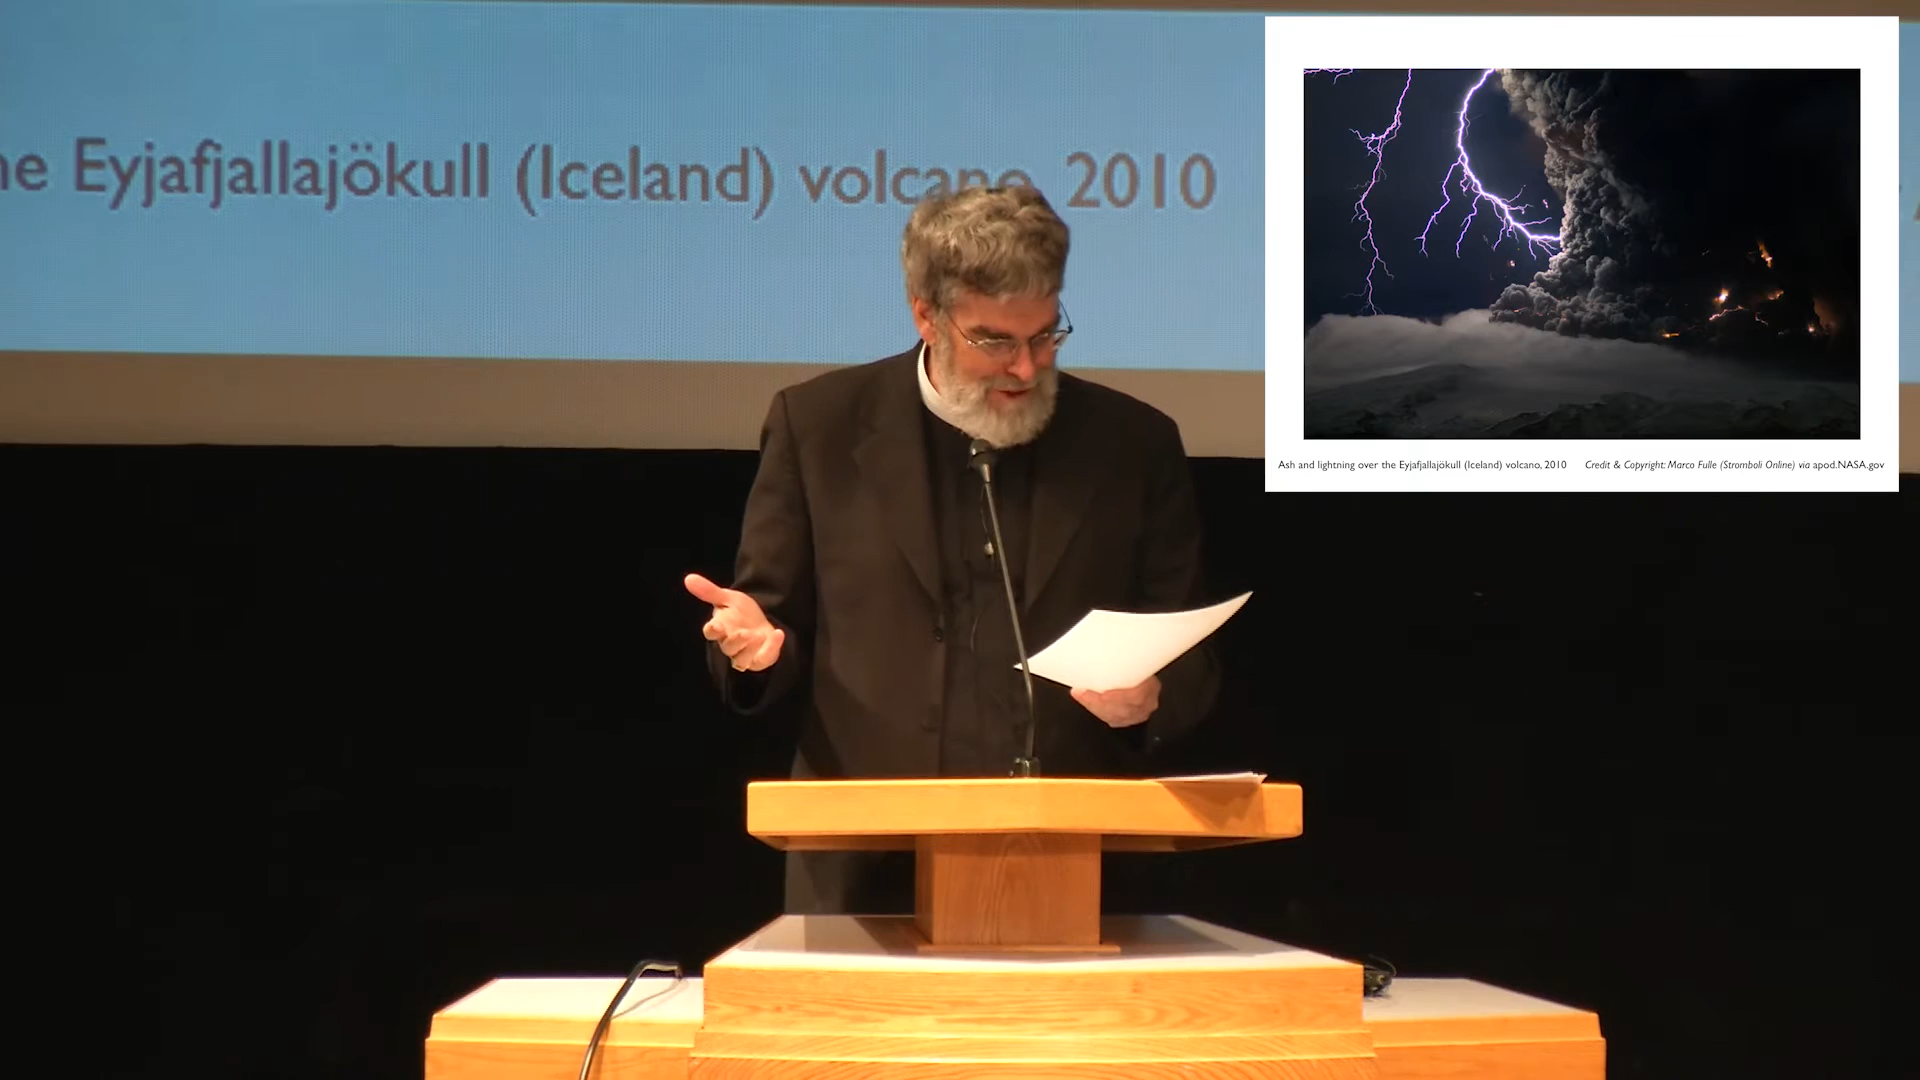 he Eyjafjallajökull (Iceland) volcano, 2010
Ash and lightning over the Eyjafjallajökull (Iceland) volcano, 2010 Credit & Copyright: Marco Fulle (Stromboli Online) via apod.NASA.gov